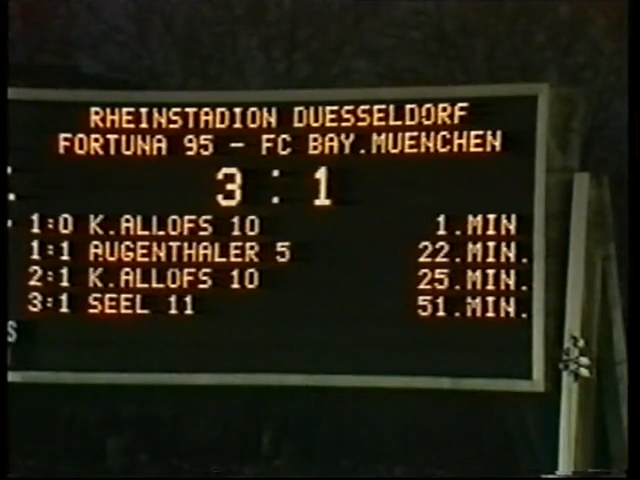 RHEINSTADION DUESSELDORF
FORTUNA 95 - FC BAY.MUENCHEN
3 : 1
1:0 K.ALLOFS 10 1.MIN
1:1 AUGENTHALER 5 22.MIN.
2:1 K.ALLOFS 10 25.MIN.
3:1 SEEL 11 51.MIN.
S